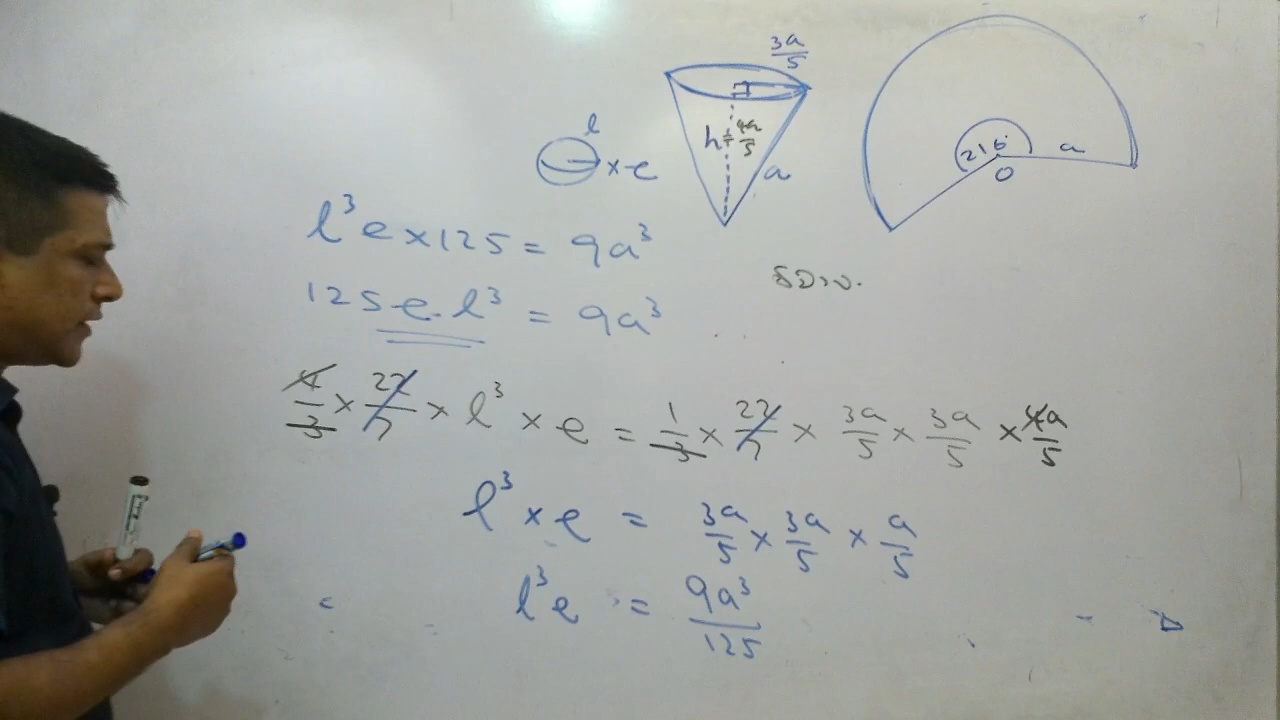 3a/5
l
× e
h = 4a/5
a
216°
a
O
l³e × 125 = 9a³
125 e. l³ = 9a³
4/3 × 22/7 × l³ × e = 1/3 × 22/7 × 3a/5 × 3a/5 × 4a/5
l³ × e = 3a/5 × 3a/5 × a/5
l³e = 9a³/125